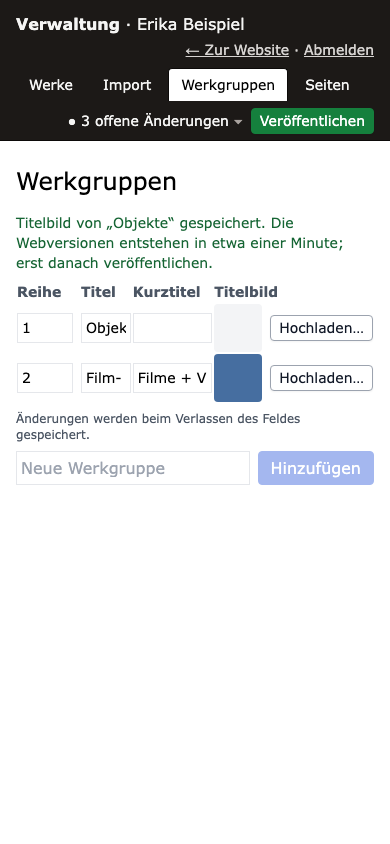 Verwaltung · Erika Beispiel
← Zur Website · Abmelden
Werke Import Werkgruppen Seiten
• 3 offene Änderungen Veröffentlichen
Werkgruppen
Titelbild von „Objekte“ gespeichert. Die
Webversionen entstehen in etwa einer Minute;
erst danach veröffentlichen.
Reihe Titel Kurztitel Titelbild
1 Objek Hochladen…
2 Film- Filme + V Hochladen…
Änderungen werden beim Verlassen des Feldes
gespeichert.
Neue Werkgruppe Hinzufügen